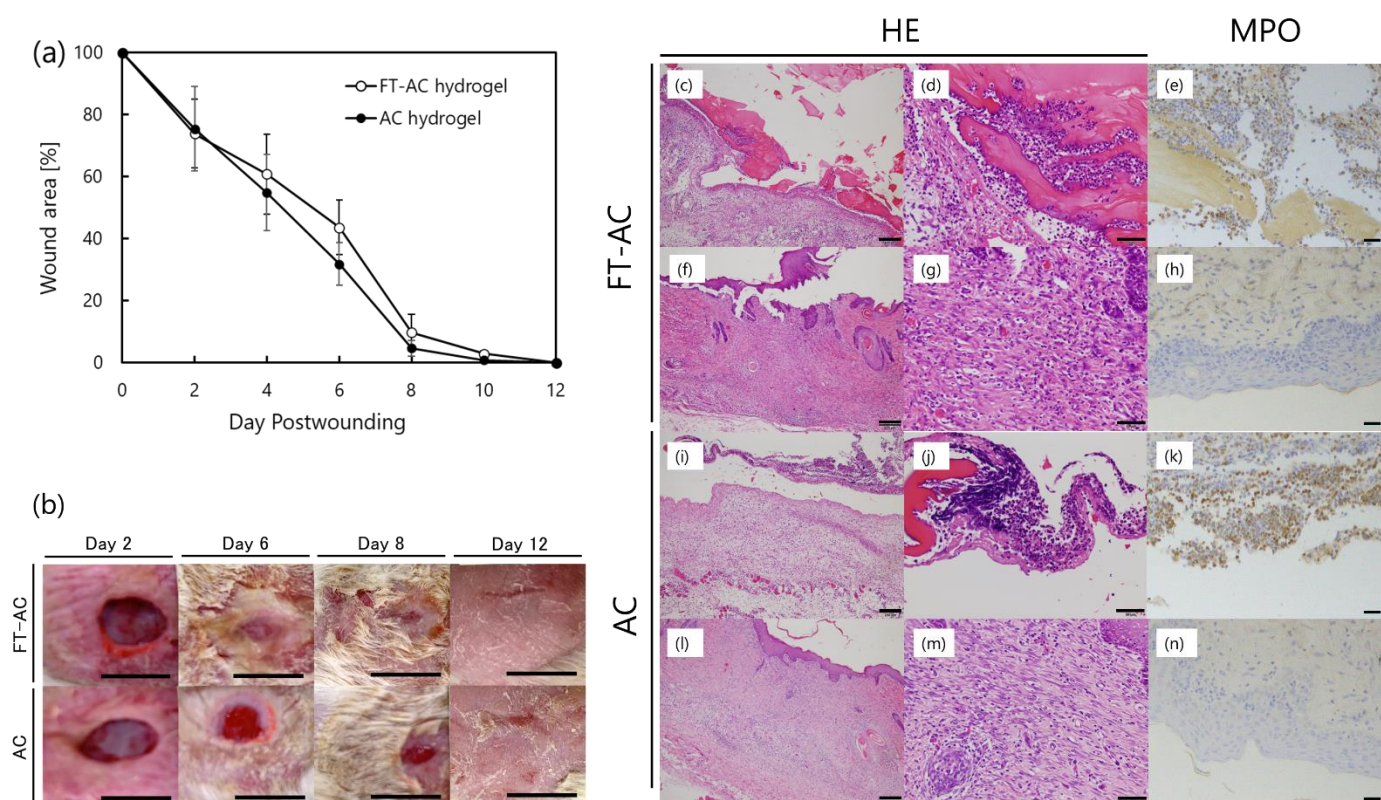 (a)
100
80
60
40
20
0
Wound area [%]
FT-AC hydrogel
AC hydrogel
0 2 4 6 8 10 12
Day Postwounding
(b)
Day 2 Day 6 Day 8 Day 12
FT-AC
AC
HE MPO
FT-AC
(c) (d) (e)
(f) (g) (h)
AC
(i) (j) (k)
(l) (m) (n)